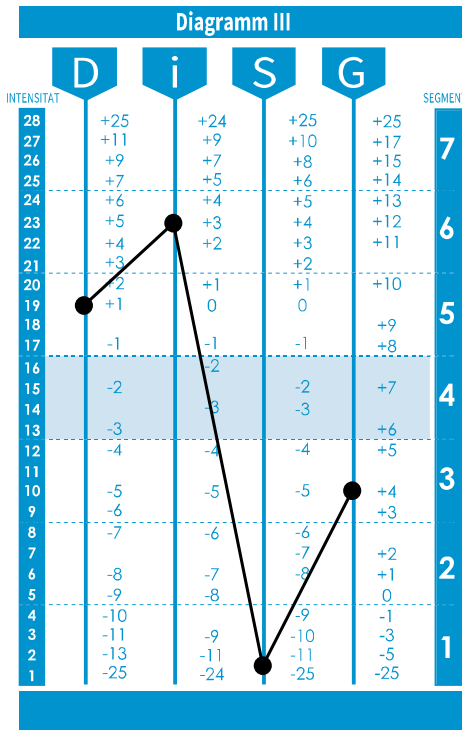 Diagramm III
D i S G
INTENSITAT SEGMENT
28 +25 +24 +25 +25
27 +11 +9 +10 +17 7
26 +9 +7 +8 +15
25 +7 +5 +6 +14
24 +6 +4 +5 +13
23 +5 +3 +4 +12 6
22 +4 +2 +3 +11
21 +3 +2
20 +2 +1 +1 +10
19 +1 0 0 5
18 +9
17 -1 -1 -1 +8
16 -2
15 -2 -2 +7 4
14 -3 -3
13 -3 +6
12 -4 -4 -4 +5
11 3
10 -5 -5 -5 +4
9 -6 +3
8 -7 -6 -6
7 -7 +2 2
6 -8 -7 -8 +1
5 -9 -8 0
4 -10 -9 -1
3 -11 -9 -10 -3 1
2 -13 -11 -11 -5
1 -25 -24 -25 -25